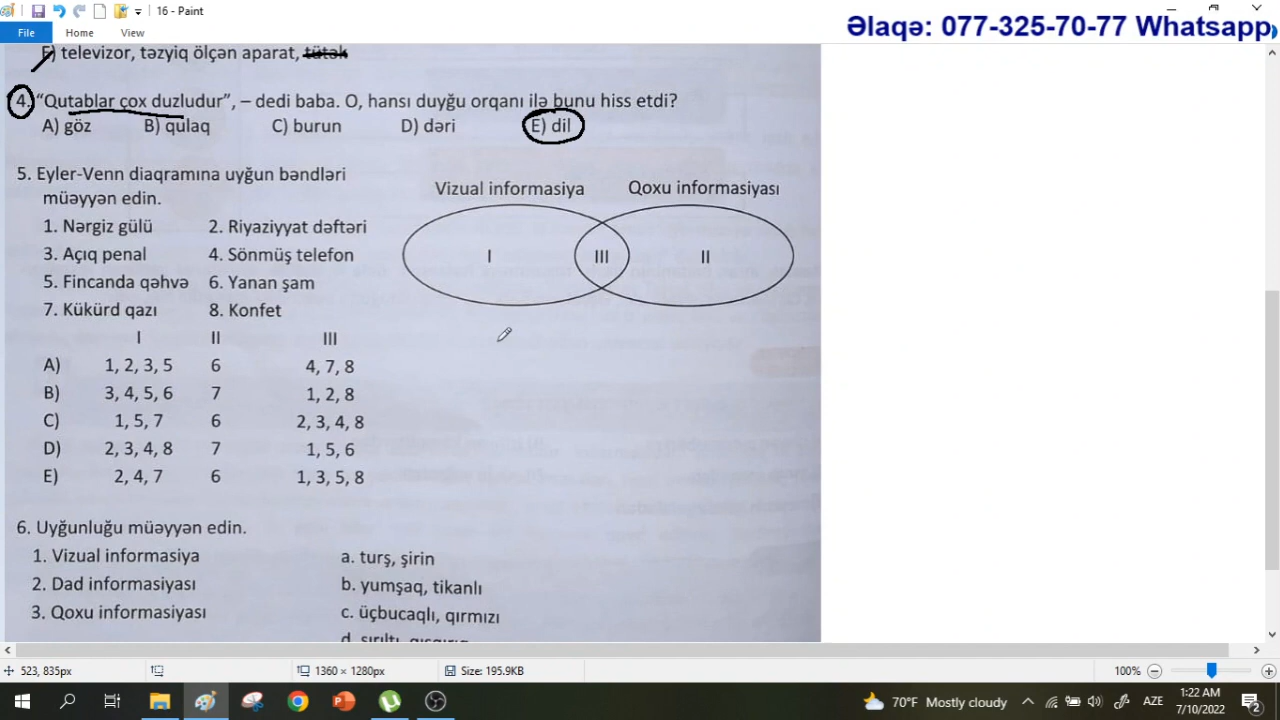 16 - Paint
Əlaqə: 077-325-70-77 Whatsapp
File Home View
E) televizor, təzyiq ölçən aparat, tütək
4. “Qutablar çox duzludur”, – dedi baba. O, hansı duyğu orqanı ilə bunu hiss etdi?
A) göz B) qulaq C) burun D) dəri E) dil
5. Eyler-Venn diaqramına uyğun bəndləri
müəyyən edin.
1. Nərgiz gülü 2. Riyaziyyat dəftəri
3. Açıq penal 4. Sönmüş telefon
5. Fincanda qəhvə 6. Yanan şam
7. Kükürd qazı 8. Konfet
Vizual informasiya Qoxu informasiyası
I III II
I II III
A) 1, 2, 3, 5 6 4, 7, 8
B) 3, 4, 5, 6 7 1, 2, 8
C) 1, 5, 7 6 2, 3, 4, 8
D) 2, 3, 4, 8 7 1, 5, 6
E) 2, 4, 7 6 1, 3, 5, 8
6. Uyğunluğu müəyyən edin.
1. Vizual informasiya a. turş, şirin
2. Dad informasiyası b. yumşaq, tikanlı
3. Qoxu informasiyası c. üçbucaqlı, qırmızı
523, 835px 1360 × 1280px Size: 195.9KB 100%
70°F Mostly cloudy AZE 1:22 AM
7/10/2022